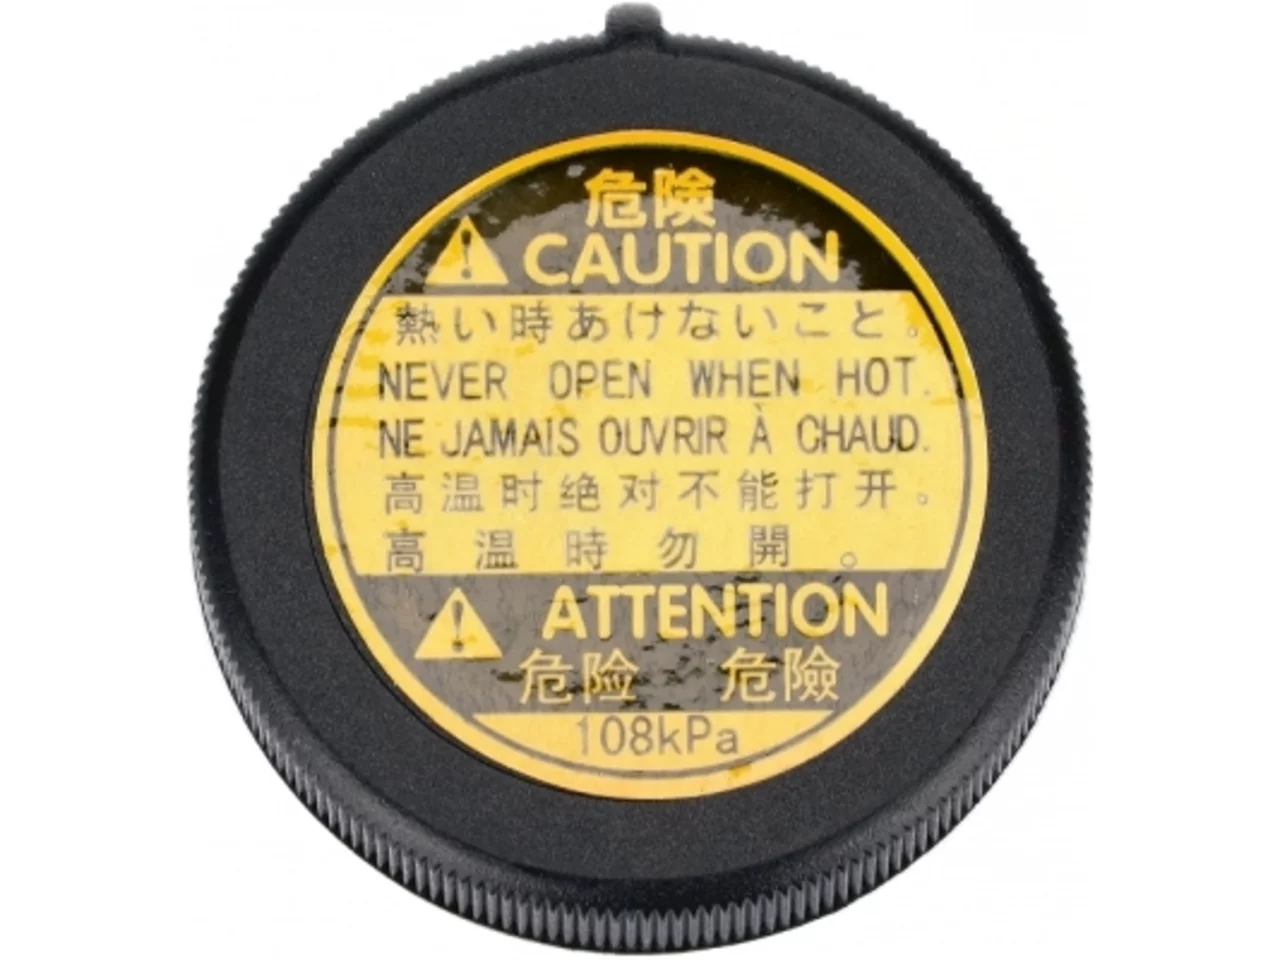 危険
CAUTION
熱い時あけないこと。
NEVER OPEN WHEN HOT.
NE JAMAIS OUVRIR À CHAUD.
高温时绝对不能打开。
高温時勿開。
ATTENTION
危险 危險
108kPa